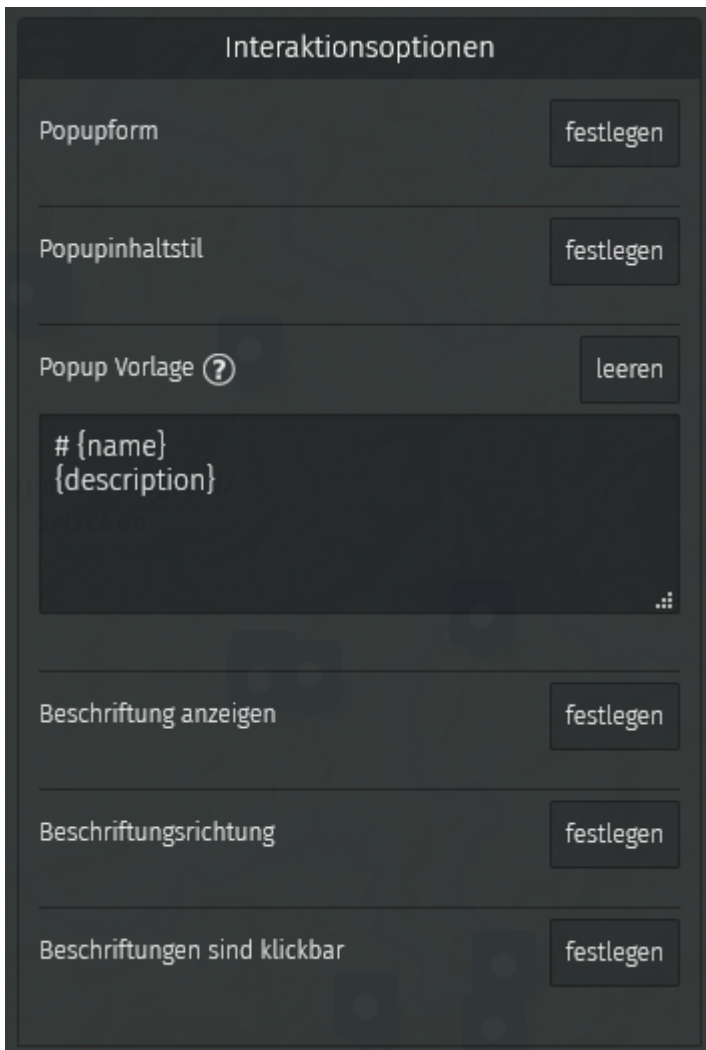 Interaktionsoptionen
Popupform festlegen
Popupinhaltstil festlegen
Popup Vorlage ? leeren
# {name}
{description}
Beschriftung anzeigen festlegen
Beschriftungsrichtung festlegen
Beschriftungen sind klickbar festlegen